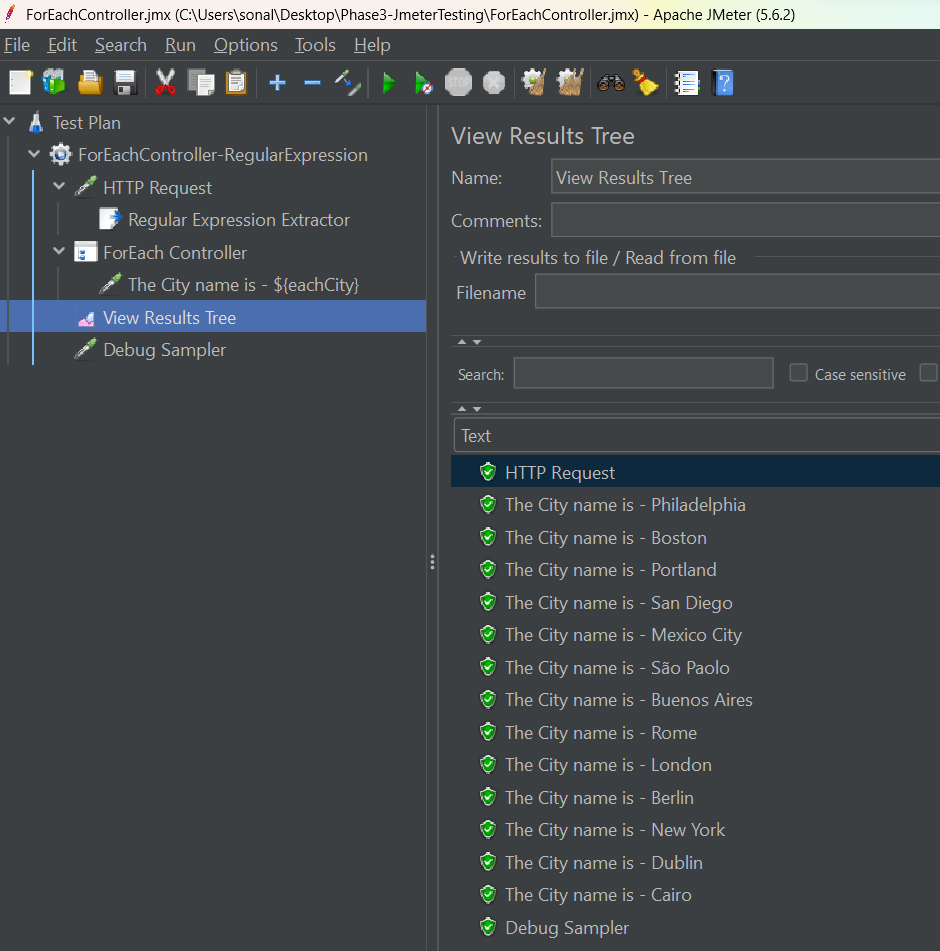 ForEachController.jmx (C:\Users\sonal\Desktop\Phase3-JmeterTesting\ForEachController.jmx) - Apache JMeter (5.6.2)
File Edit Search Run Options Tools Help
STOP
Test Plan
ForEachController-RegularExpression
HTTP Request
Regular Expression Extractor
ForEach Controller
The City name is - ${eachCity}
View Results Tree
Debug Sampler
View Results Tree
Name: View Results Tree
Comments:
Write results to file / Read from file
Filename
Search: Case sensitive
Text
HTTP Request
The City name is - Philadelphia
The City name is - Boston
The City name is - Portland
The City name is - San Diego
The City name is - Mexico City
The City name is - São Paolo
The City name is - Buenos Aires
The City name is - Rome
The City name is - London
The City name is - Berlin
The City name is - New York
The City name is - Dublin
The City name is - Cairo
Debug Sampler